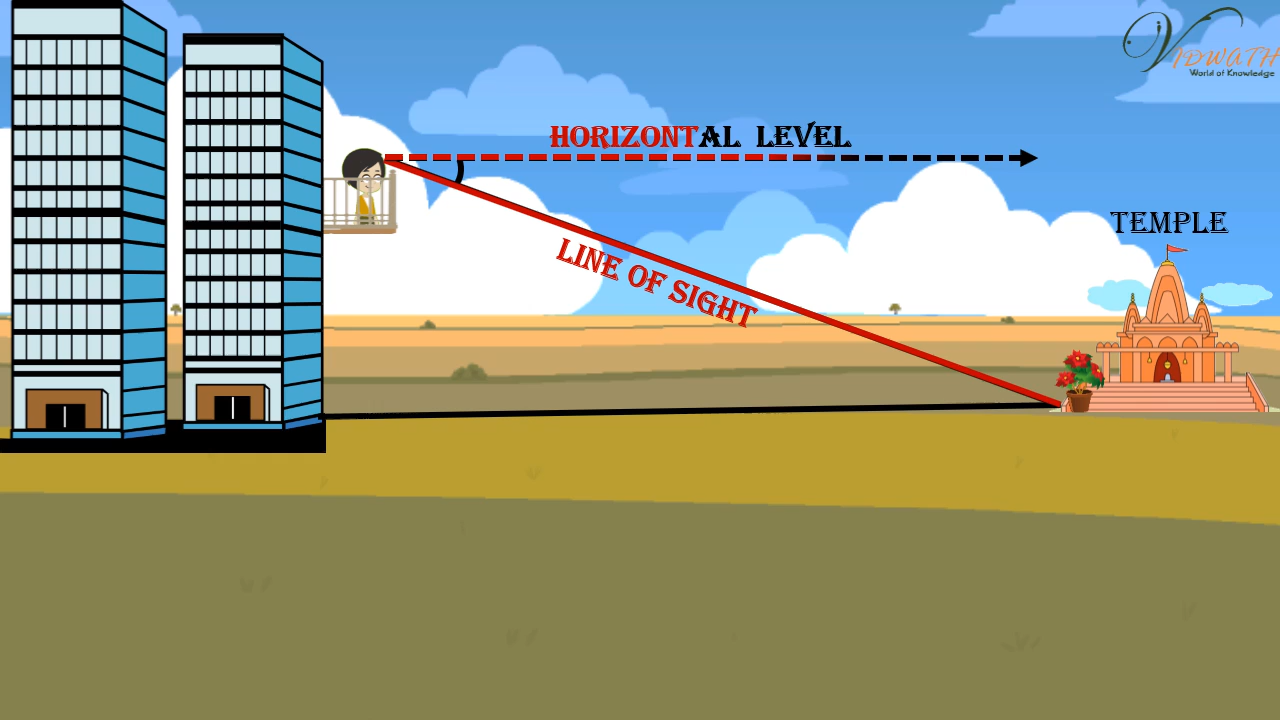 VIDWATH
World of Knowledge
HORIZONTAL LEVEL
TEMPLE
LINE OF SIGHT